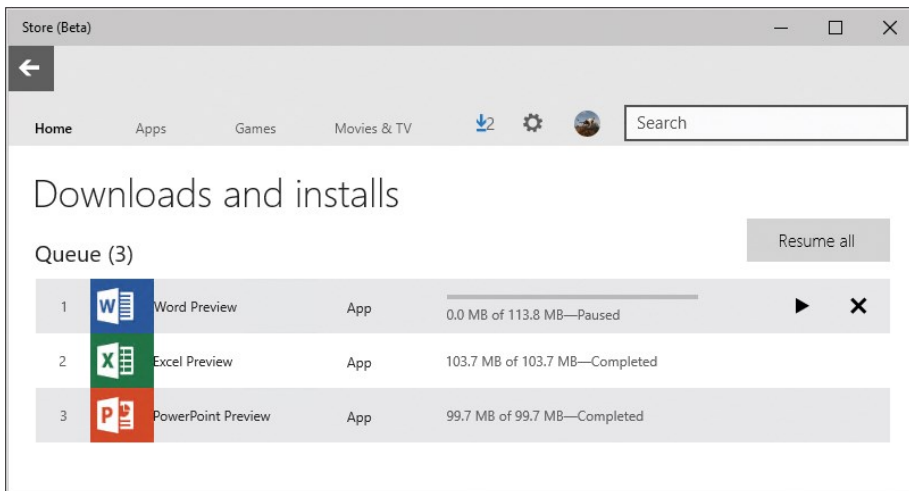 Store (Beta)
Home Apps Games Movies & TV 2 Search
Downloads and installs
Resume all
Queue (3)
1 W Word Preview App 0.0 MB of 113.8 MB—Paused
2 X Excel Preview App 103.7 MB of 103.7 MB—Completed
3 P PowerPoint Preview App 99.7 MB of 99.7 MB—Completed